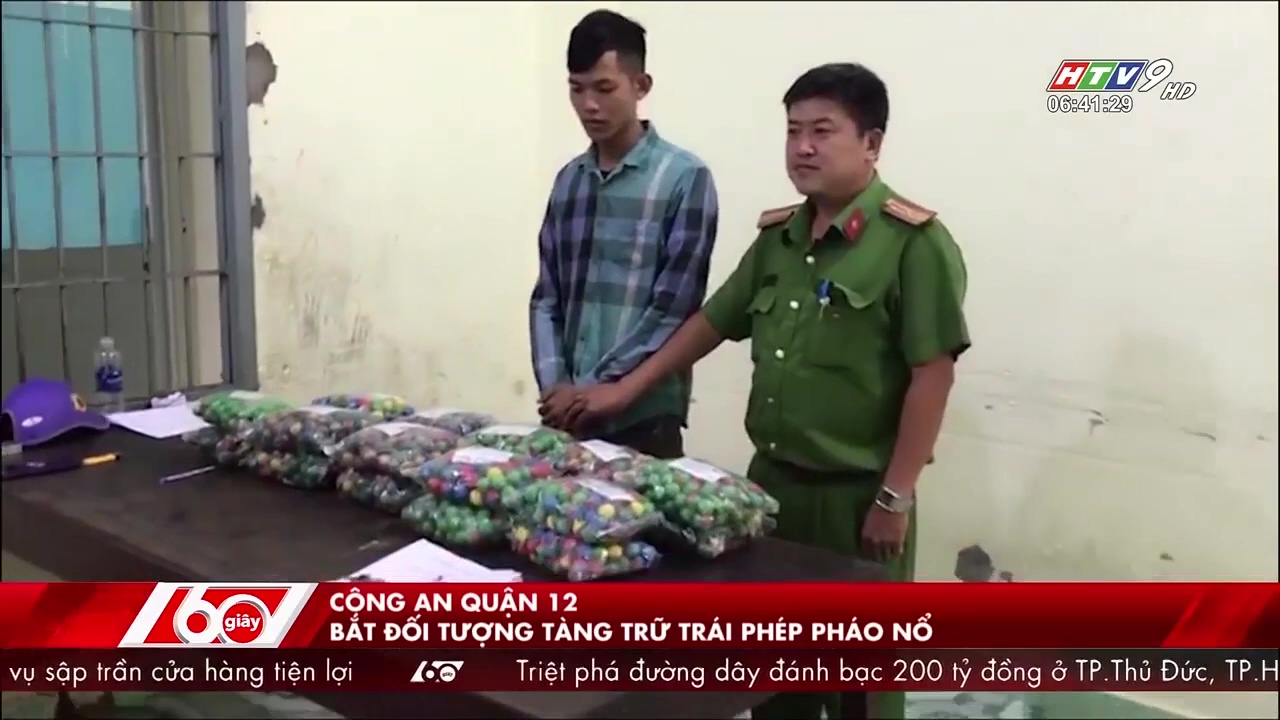 HTV9 HD
06:41:29
60 giây
CÔNG AN QUẬN 12
BẮT ĐỐI TƯỢNG TÀNG TRỮ TRÁI PHÉP PHÁO NỔ
vụ sập trần cửa hàng tiện lợi 60 giây Triệt phá đường dây đánh bạc 200 tỷ đồng ở TP.Thủ Đức, TP.H